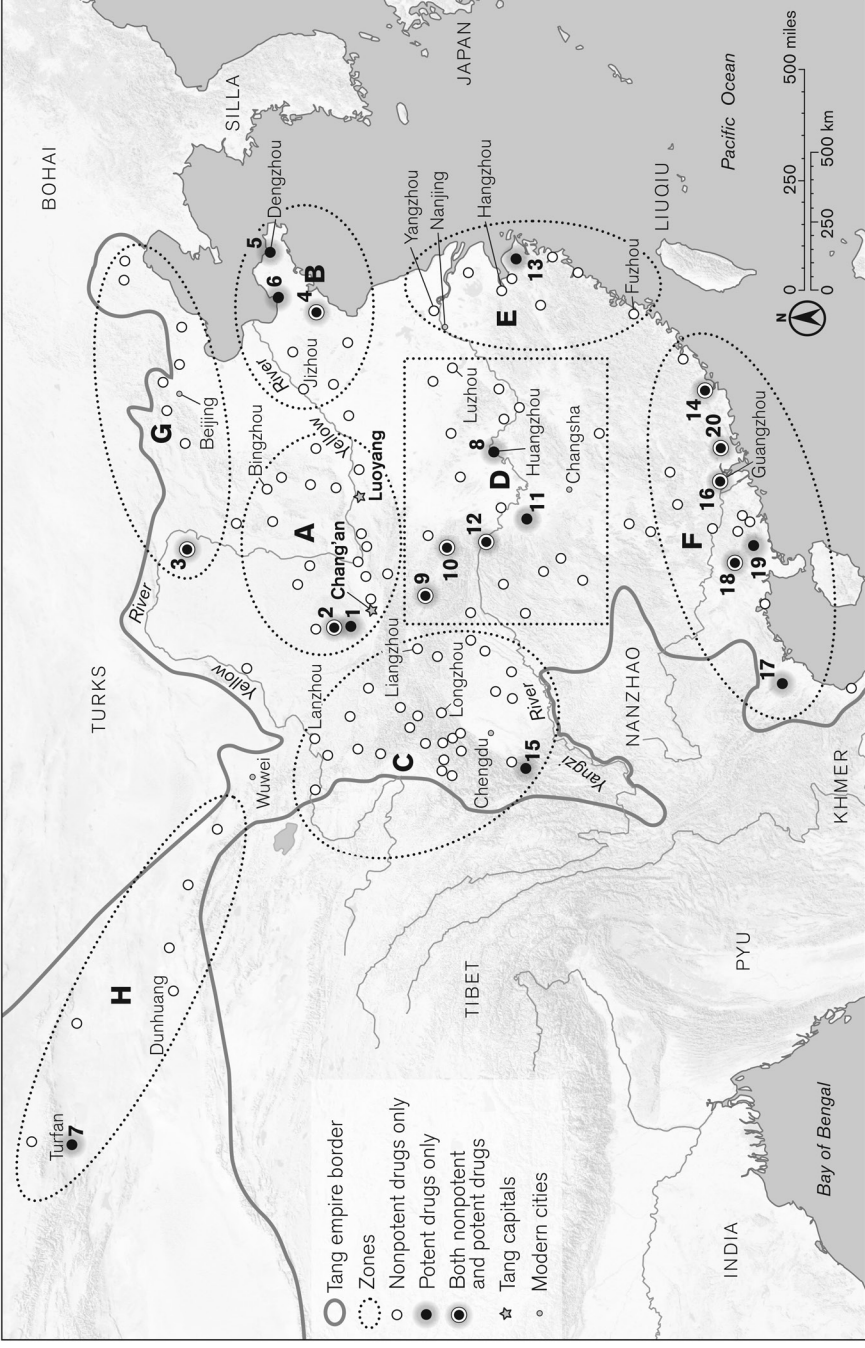 BOHAI
TURKS
SILLA
JAPAN
TIBET
NANZHAO
KHMER
PYU
INDIA
LIUQIU
Pacific Ocean
Bay of Bengal
H
Turfan
7
Dunhuang
Wuwei
Yellow
River
G
3
Beijing
A
Bingzhou
2
1
Chang'an
Luoyang
Yellow
River
B
Jizhou
4
6
5
Dengzhou
C
Lanzhou
Liangzhou
Longzhou
Chengdu
15
Yangzi
River
D
Luzhou
Huangzhou
Changsha
8
9
10
11
12
E
Yangzhou
Nanjing
Hangzhou
13
Fuzhou
F
14
20
16
Guangzhou
18
19
17
Tang empire border
Zones
Nonpotent drugs only
Potent drugs only
Both nonpotent
and potent drugs
Tang capitals
Modern cities
N
0 250 500 miles
0 250 500 km